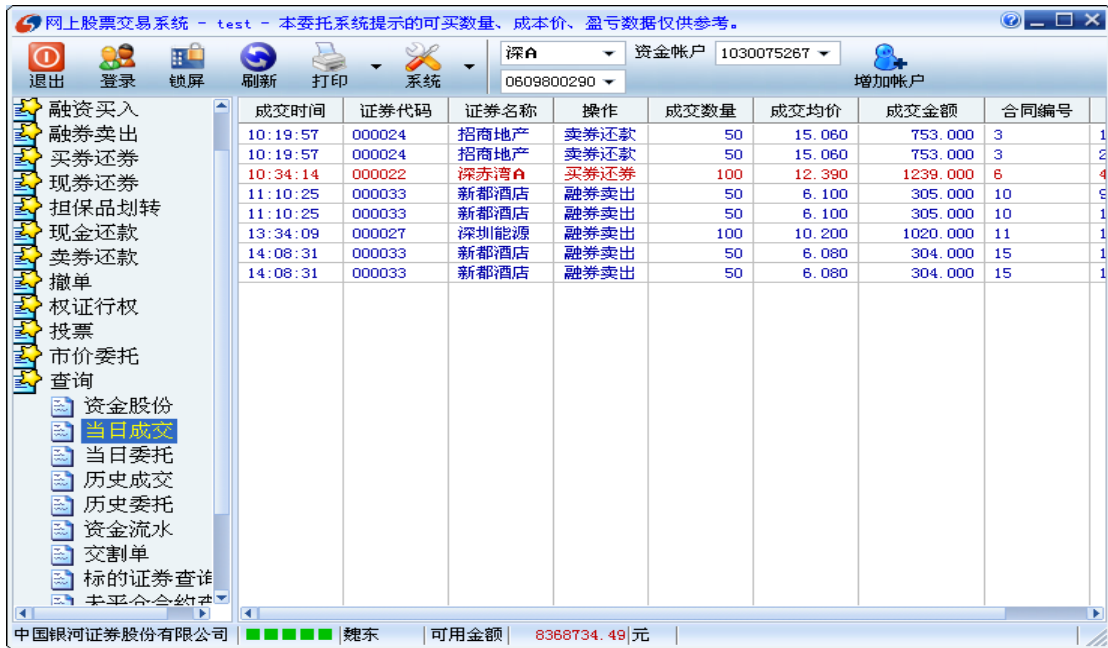 网上股票交易系统 - test - 本委托系统提示的可买数量、成本价、盈亏数据仅供参考。
退出 登录 锁屏 刷新 打印 系统 深A 资金帐户 1030075267 增加帐户
0609800290
融资买入
融券卖出
买券还券
现券还券
担保品划转
现金还款
卖券还款
撤单
权证行权
投票
市价委托
查询
资金股份
当日成交
当日委托
历史成交
历史委托
资金流水
交割单
标的证券查询
成交时间 证券代码 证券名称 操作 成交数量 成交均价 成交金额 合同编号
10:19:57 000024 招商地产 卖券还款 50 15.060 753.000 3 1
10:19:57 000024 招商地产 卖券还款 50 15.060 753.000 3 2
10:34:14 000022 深赤湾A 买券还券 100 12.390 1239.000 6 4
11:10:25 000033 新都酒店 融券卖出 50 6.100 305.000 10
11:10:25 000033 新都酒店 融券卖出 50 6.100 305.000 10 1
13:34:09 000027 深圳能源 融券卖出 100 10.200 1020.000 11 1
14:08:31 000033 新都酒店 融券卖出 50 6.080 304.000 15 1
14:08:31 000033 新都酒店 融券卖出 50 6.080 304.000 15 1
中国银河证券股份有限公司 魏东 可用金额 8368734.49 元